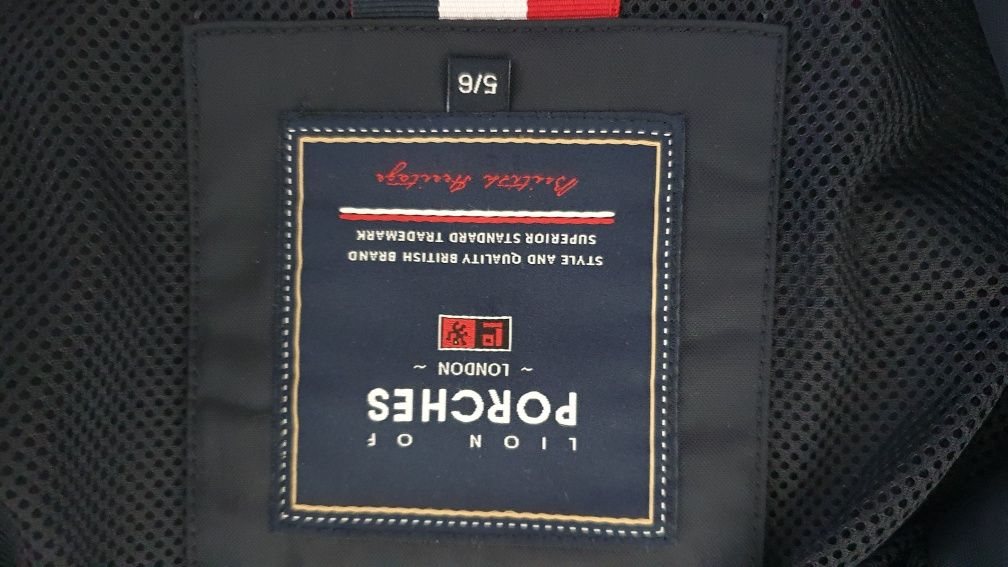 LION OF
PORCHES
~ LONDON ~
STYLE AND QUALITY BRITISH BRAND
SUPERIOR STANDARD TRADEMARK
British Heritage
5/6